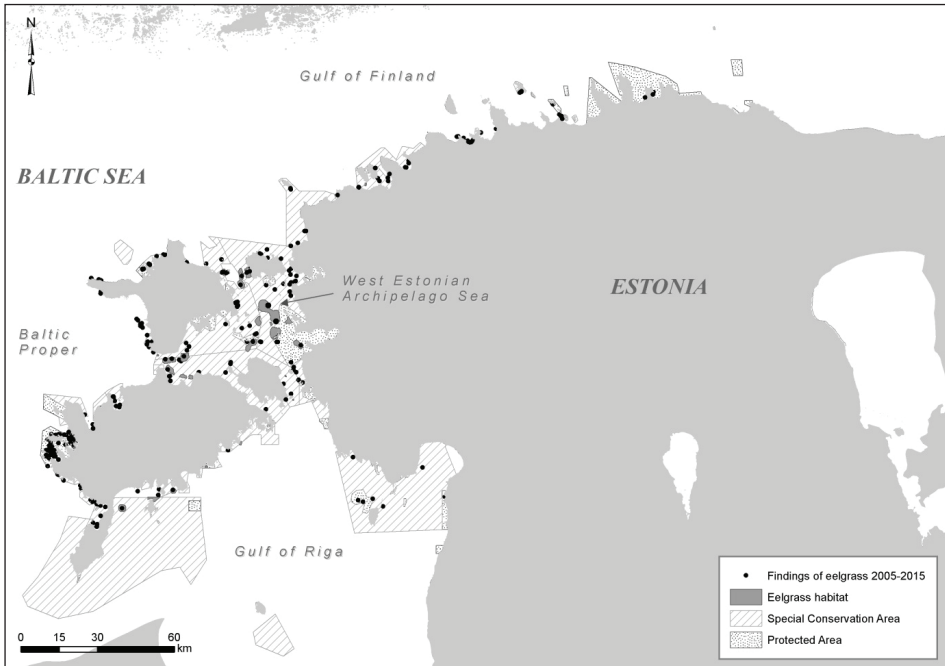 N
Gulf of Finland
BALTIC SEA
West Estonian
Archipelago Sea
ESTONIA
Baltic
Proper
Gulf of Riga
Findings of eelgrass 2005-2015
Eelgrass habitat
Special Conservation Area
Protected Area
0 15 30 60
km